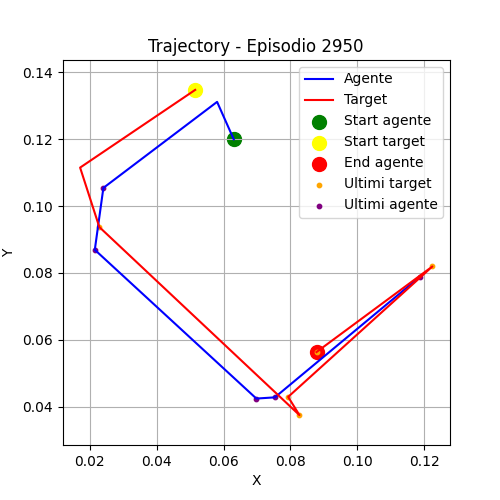 Trajectory - Episodio 2950
Agente
Target
Start agente
Start target
End agente
Ultimi target
Ultimi agente
0.14
0.12
0.10
0.08
0.06
0.04
Y
0.02 0.04 0.06 0.08 0.10 0.12
X